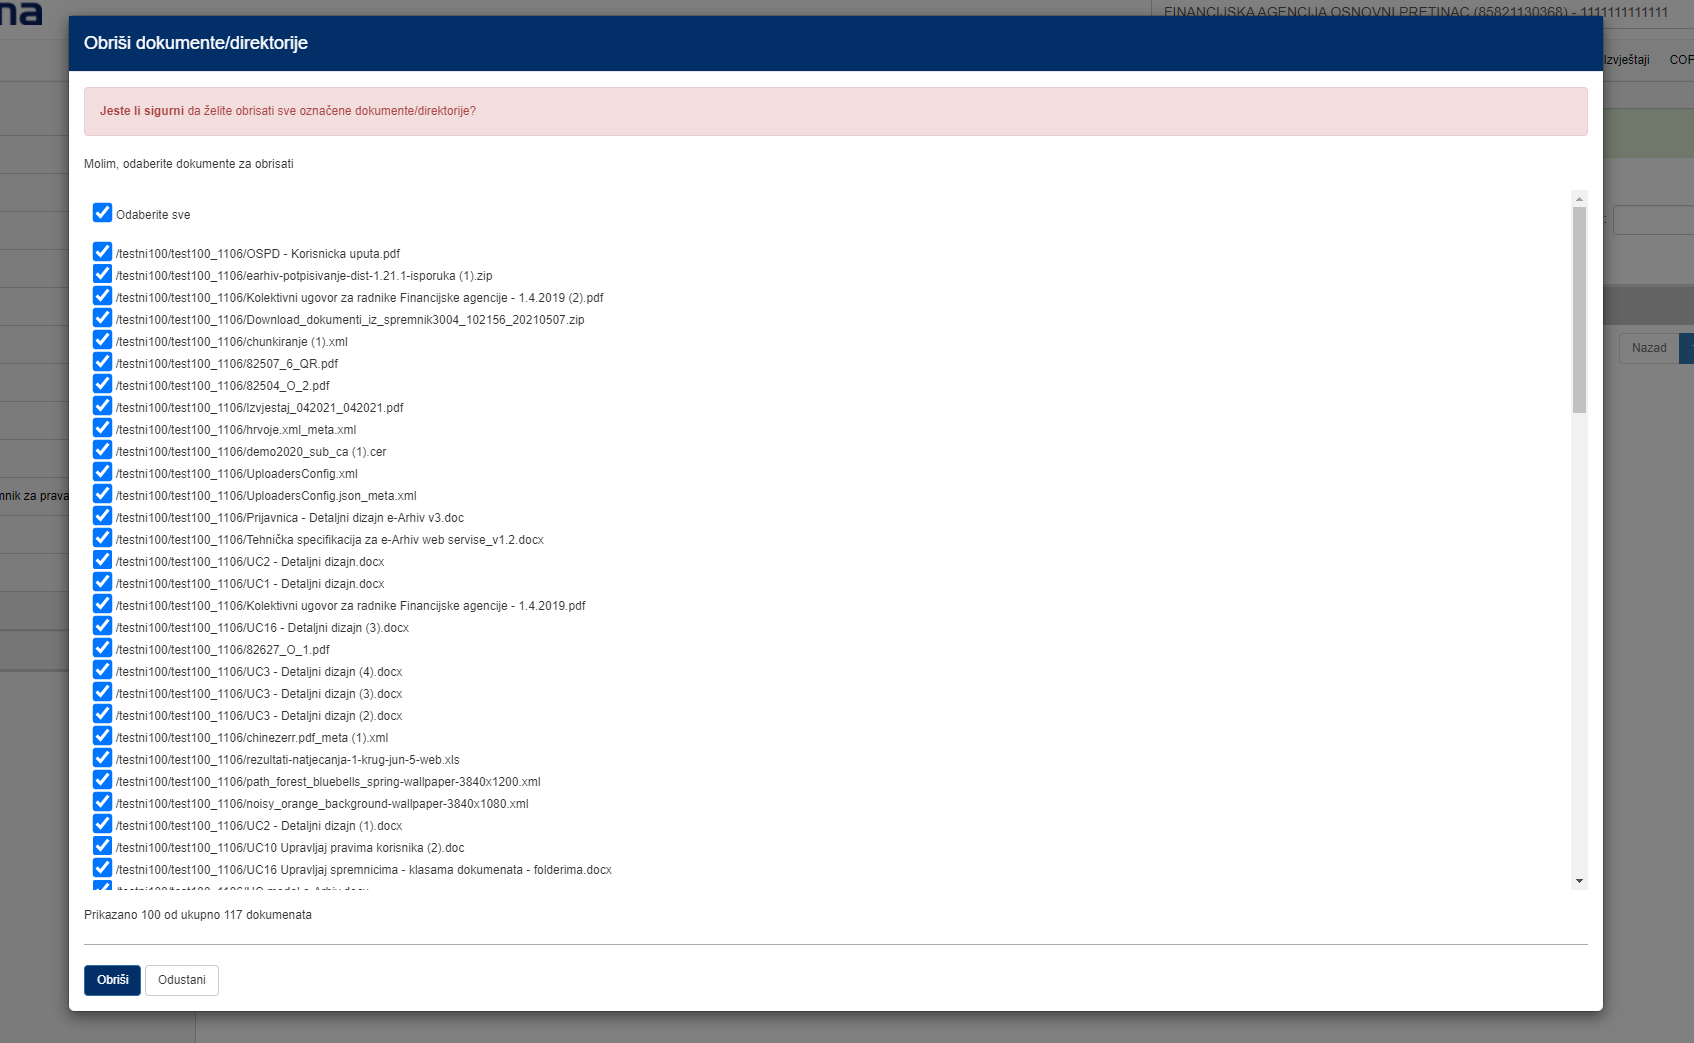 na
FINANCIJSKA AGENCIJA OSNOVNI PRETINAC (85821130368) - 1111111111111
Obriši dokumente/direktorije
Izvještaji
Jeste li sigurni da želite obrisati sve označene dokumente/direktorije?
Molim, odaberite dokumente za obrisati
Odaberite sve
/testni100/test100_1106/OSPD - Korisnicka uputa.pdf
/testni100/test100_1106/earhiv-potpisivanje-dist-1.21.1-isporuka (1).zip
/testni100/test100_1106/Kolektivni ugovor za radnike Financijske agencije - 1.4.2019 (2).pdf
/testni100/test100_1106/Download_dokumenti_iz_spremnik3004_102156_20210507.zip
/testni100/test100_1106/chunkiranje (1).xml
/testni100/test100_1106/82507_6_QR.pdf
Nazad
/testni100/test100_1106/82504_O_2.pdf
/testni100/test100_1106/Izvjestaj_042021_042021.pdf
/testni100/test100_1106/hrvoje.xml_meta.xml
/testni100/test100_1106/demo2020_sub_ca (1).cer
/testni100/test100_1106/UploadersConfig.xml
mnik za prava
/testni100/test100_1106/UploadersConfig.json_meta.xml
/testni100/test100_1106/Prijavnica - Detaljni dizajn e-Arhiv v3.doc
/testni100/test100_1106/Tehnička specifikacija za e-Arhiv web servise_v1.2.docx
/testni100/test100_1106/UC2 - Detaljni dizajn.docx
/testni100/test100_1106/UC1 - Detaljni dizajn.docx
/testni100/test100_1106/Kolektivni ugovor za radnike Financijske agencije - 1.4.2019.pdf
/testni100/test100_1106/UC16 - Detaljni dizajn (3).docx
/testni100/test100_1106/82627_O_1.pdf
/testni100/test100_1106/UC3 - Detaljni dizajn (4).docx
/testni100/test100_1106/UC3 - Detaljni dizajn (3).docx
/testni100/test100_1106/UC3 - Detaljni dizajn (2).docx
/testni100/test100_1106/chinezerr.pdf_meta (1).xml
/testni100/test100_1106/rezultati-natjecanja-1-krug-jun-5-web.xls
/testni100/test100_1106/path_forest_bluebells_spring-wallpaper-3840x1200.xml
/testni100/test100_1106/noisy_orange_background-wallpaper-3840x1080.xml
/testni100/test100_1106/UC2 - Detaljni dizajn (1).docx
/testni100/test100_1106/UC10 Upravljaj pravima korisnika (2).doc
/testni100/test100_1106/UC16 Upravljaj spremnicima - klasama dokumenata - folderima.docx
Prikazano 100 od ukupno 117 dokumenata
Obriši
Odustani